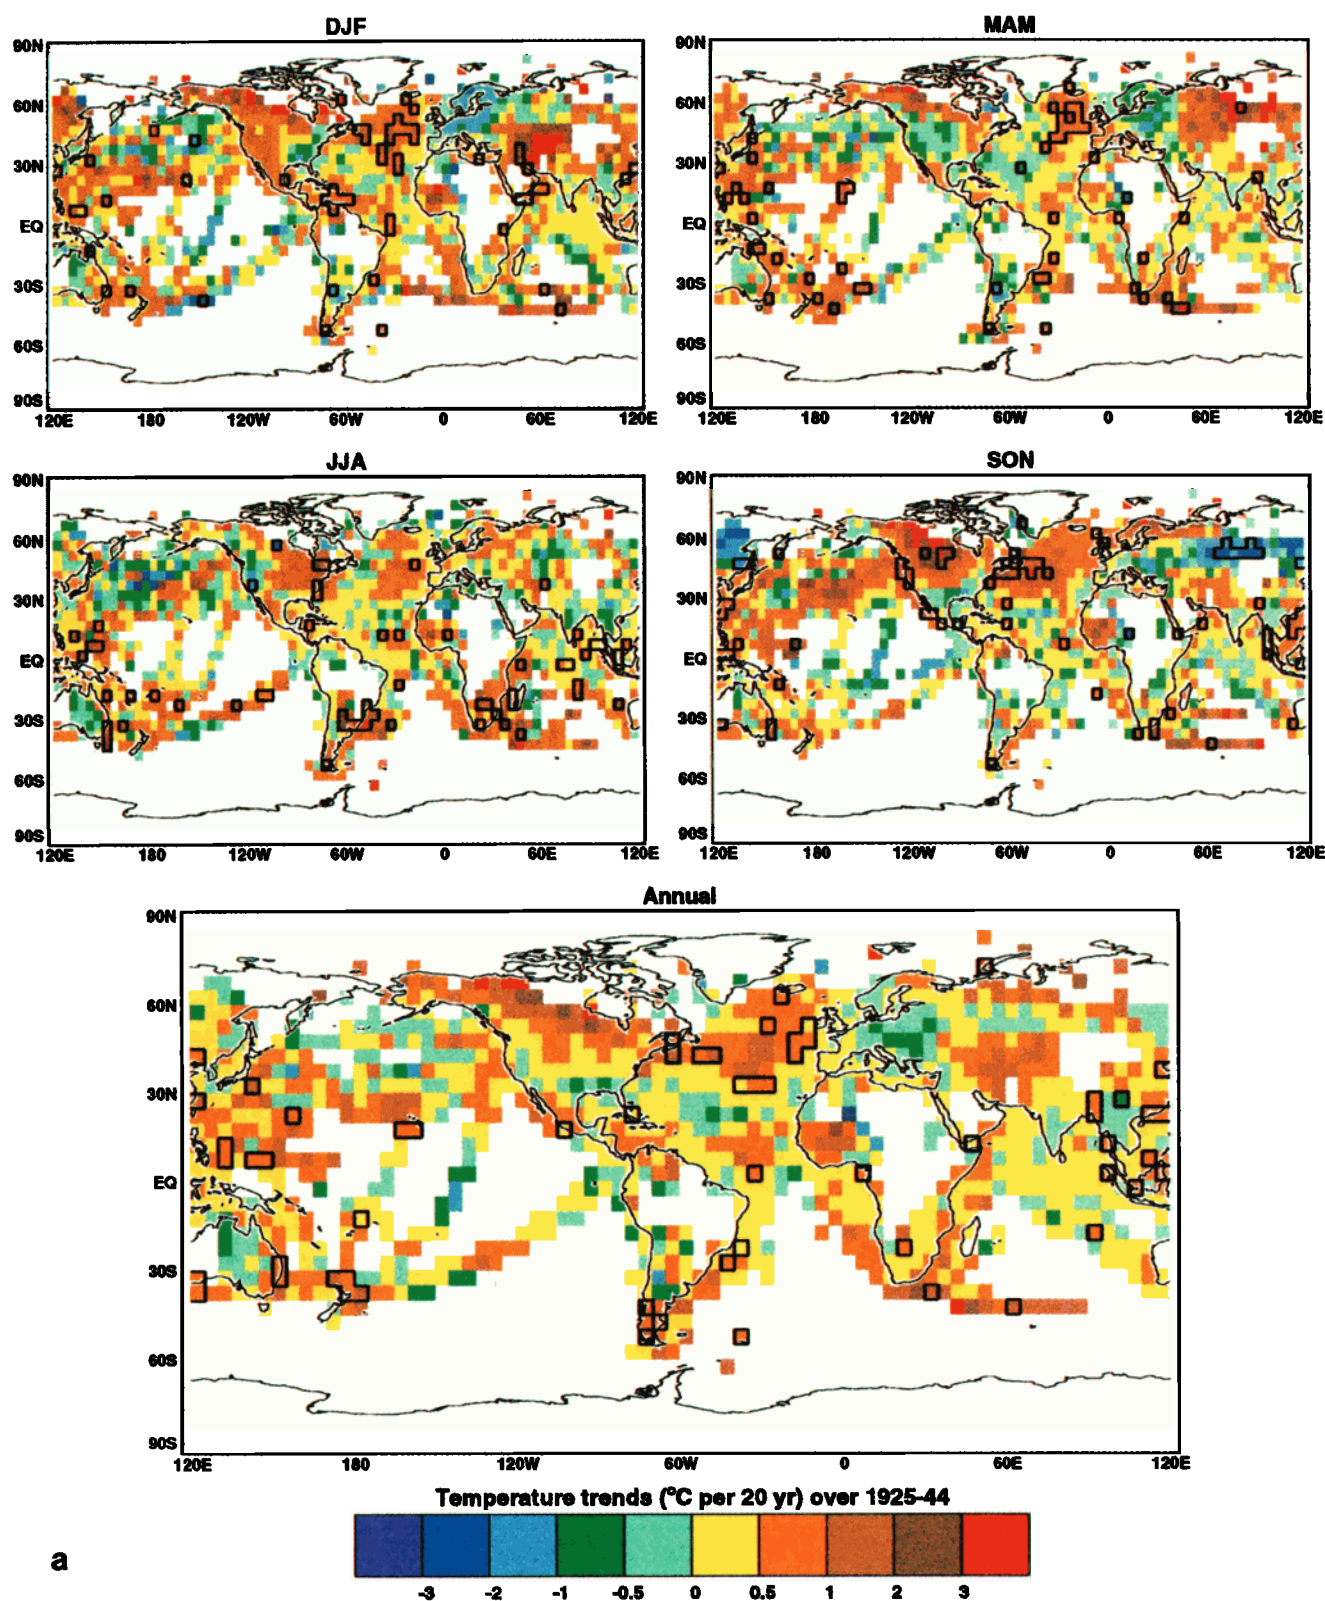 DJF
90N
60N
30N
EQ
30S
60S
90S
120E 180 120W 60W 0 60E 120E
MAM
90N
60N
30N
EQ
30S
60S
90S
120E 180 120W 60W 0 60E 120E
JJA
90N
60N
30N
EQ
30S
60S
90S
120E 180 120W 60W 0 60E 120E
SON
90N
60N
30N
EQ
30S
60S
90S
120E 180 120W 60W 0 60E 120E
Annual
90N
60N
30N
EQ
30S
60S
90S
120E 180 120W 60W 0 60E 120E
Temperature trends (°C per 20 yr) over 1925-44
-3 -2 -1 -0.5 0 0.5 1 2 3
a